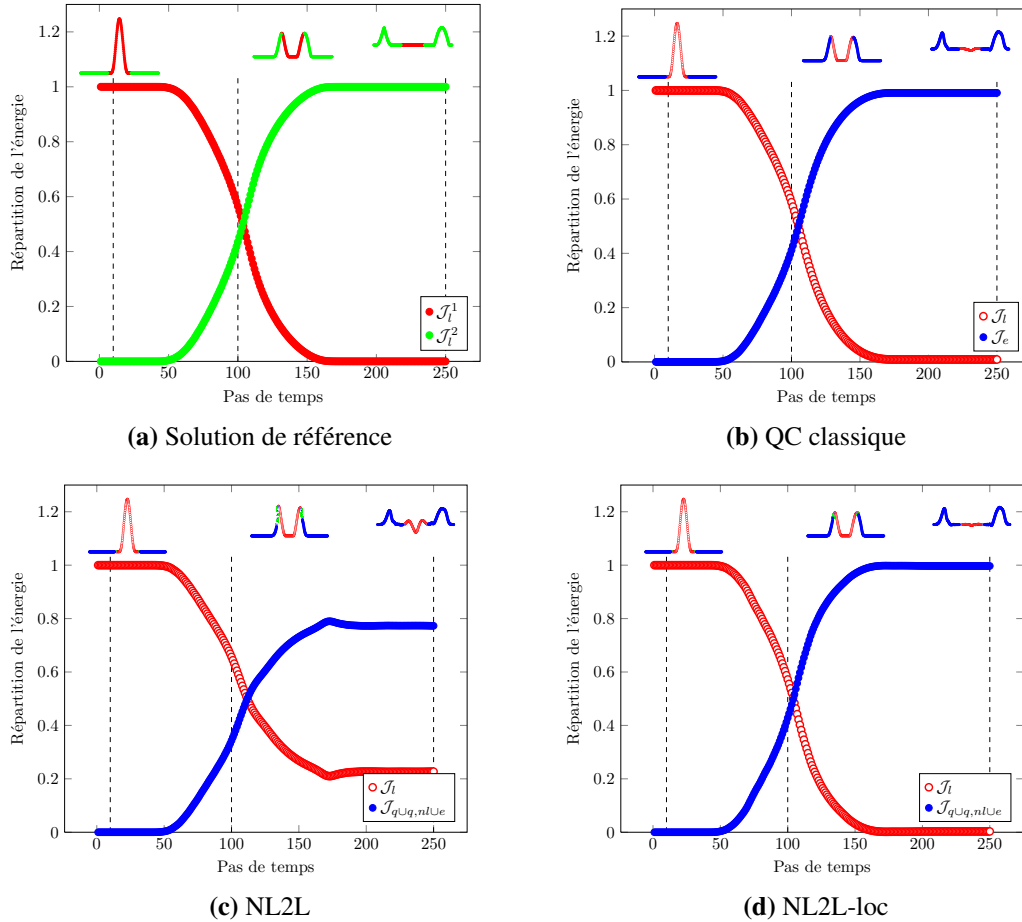 1
0.8
0.6
0.4
0.2
0
0 50 100 150 200 250
Répartition de l'énergie
Pas de temps
𝒥_l^1
𝒥_l^2
(a) Solution de référence
1.2
1
0.8
0.6
0.4
0.2
0
0 50 100 150 200 250
Répartition de l'énergie
Pas de temps
𝒥_l
𝒥_e
(b) QC classique
1.2
1
0.8
0.6
0.4
0.2
0
0 50 100 150 200 250
Répartition de l'énergie
Pas de temps
𝒥_l
𝒥_{q∪q,nl∪e}
(c) NL2L
1.2
1
0.8
0.6
0.4
0.2
0
0 50 100 150 200 250
Répartition de l'énergie
Pas de temps
𝒥_l
𝒥_{q∪q,nl∪e}
(d) NL2L-loc